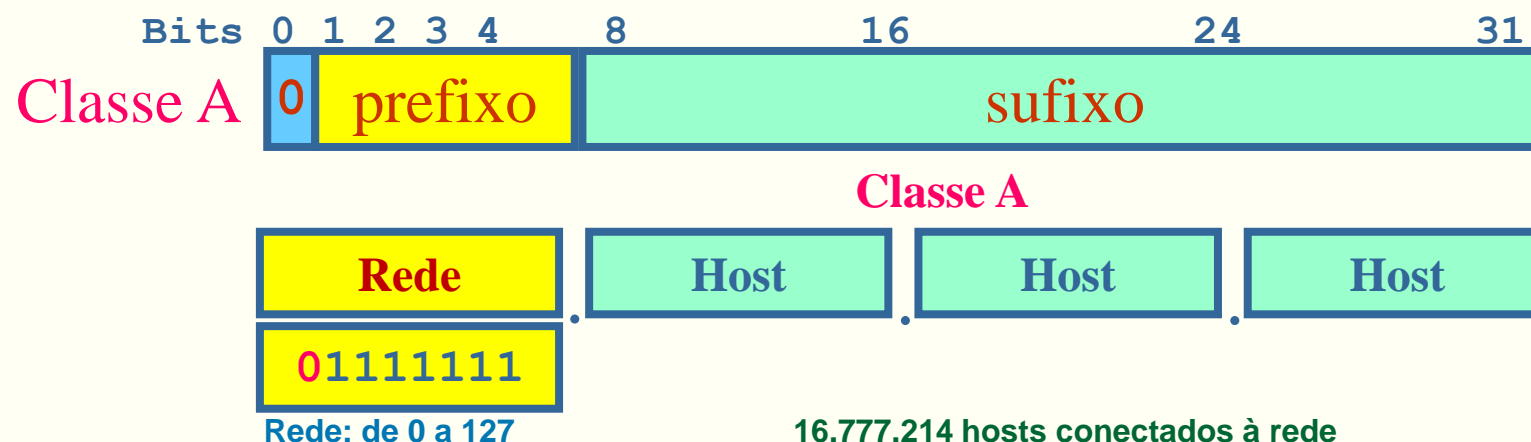 Bits 0 1 2 3 4 8 16 24 31
Classe A 0 prefixo sufixo
Classe A
Rede Host Host Host
. . .
01111111
Rede: de 0 a 127 16.777.214 hosts conectados à rede